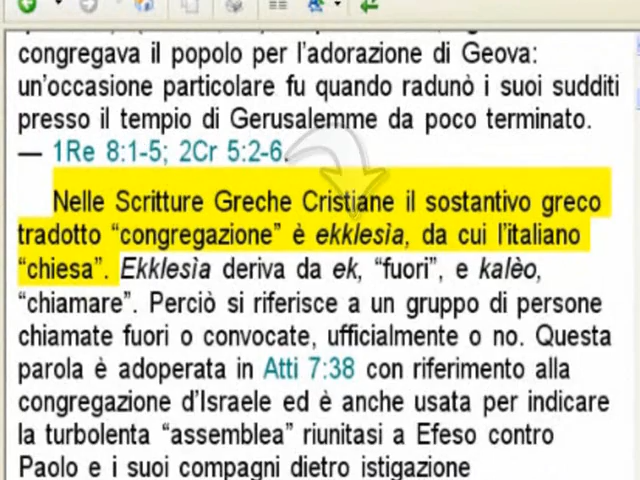 congregava il popolo per l'adorazione di Geova:
un'occasione particolare fu quando radunò i suoi sudditi
presso il tempio di Gerusalemme da poco terminato.
— 1Re 8:1-5; 2Cr 5:2-6.
Nelle Scritture Greche Cristiane il sostantivo greco
tradotto “congregazione” è ekklesìa, da cui l'italiano
“chiesa”. Ekklesìa deriva da ek, “fuori”, e kalèo,
“chiamare”. Perciò si riferisce a un gruppo di persone
chiamate fuori o convocate, ufficialmente o no. Questa
parola è adoperata in Atti 7:38 con riferimento alla
congregazione d'Israele ed è anche usata per indicare
la turbolenta “assemblea” riunitasi a Efeso contro
Paolo e i suoi compagni dietro istigazione